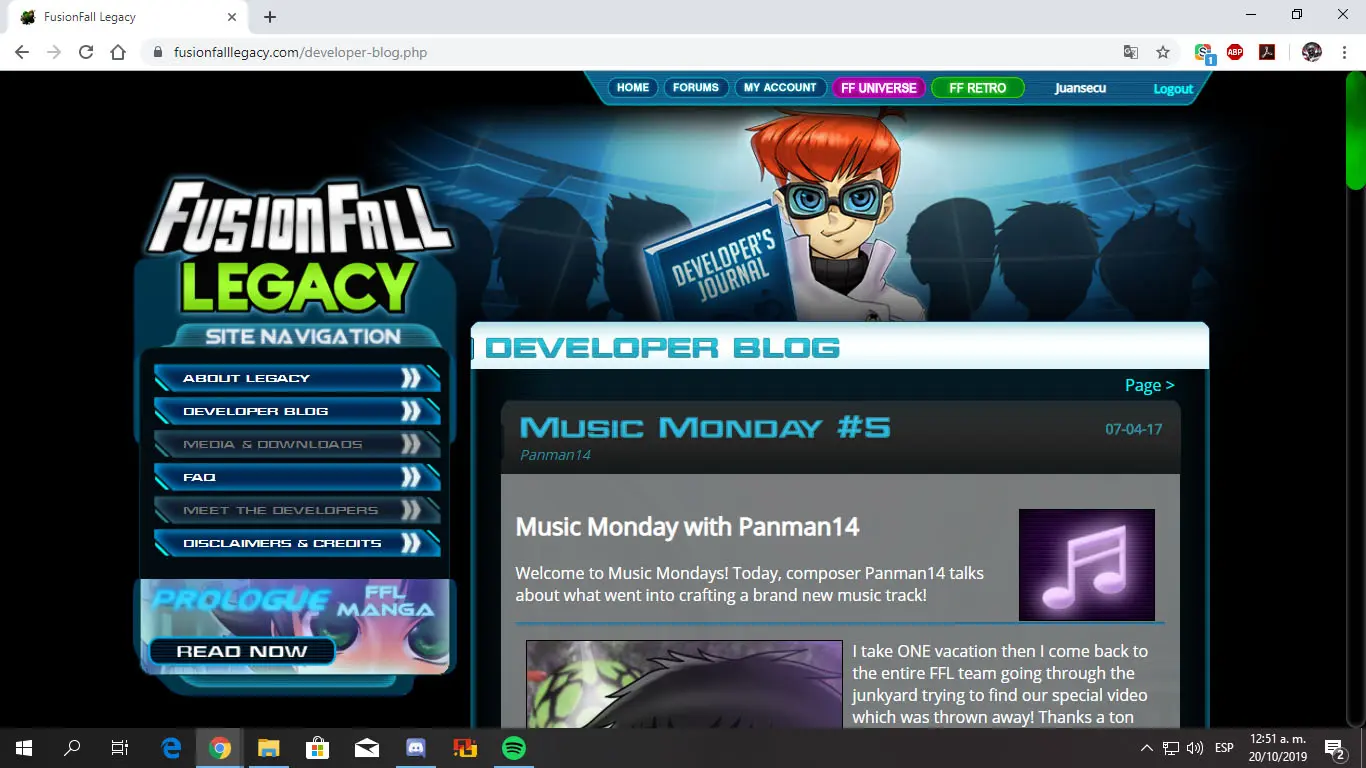 FusionFall Legacy
fusionfalllegacy.com/developer-blog.php
1
ABP
HOME
FORUMS
MY ACCOUNT
FF UNIVERSE
FF RETRO
Juansecu
Logout
DEVELOPER'S
JOURNAL
FUSIONFALL
LEGACY
SITE NAVIGATION
ABOUT LEGACY
DEVELOPER BLOG
MEDIA & DOWNLOADS
FAQ
MEET THE DEVELOPERS
DISCLAIMERS & CREDITS
PROLOGUE
FFL
MANGA
READ NOW
DEVELOPER BLOG
Page >
Music Monday #5
07-04-17
Panman14
Music Monday with Panman14
Welcome to Music Mondays! Today, composer Panman14 talks
about what went into crafting a brand new music track!
I take ONE vacation then I come back to
the entire FFL team going through the
junkyard trying to find our special video
which was thrown away! Thanks a ton
ESP
12:51 a. m.
20/10/2019
2